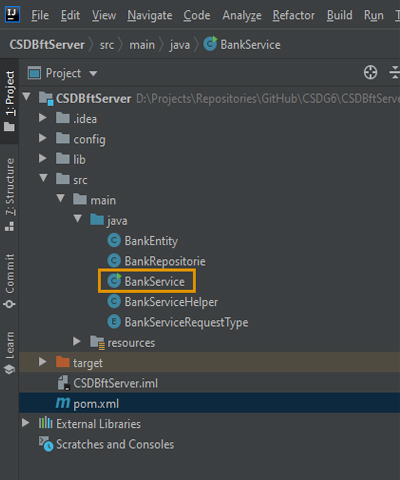 IJ File Edit View Navigate Code Analyze Refactor Build Run
CSDBftServer src main java BankService
1: Project
Project
CSDBftServer D:\Projects\Repositories\GitHub\CSDG6\CSDBftServer
.idea
config
lib
src
main
java
C BankEntity
C BankRepositorie
C BankService
C BankServiceHelper
E BankServiceRequestType
resources
target
CSDBftServer.iml
m pom.xml
External Libraries
Scratches and Consoles
7: Structure
Commit
Learn